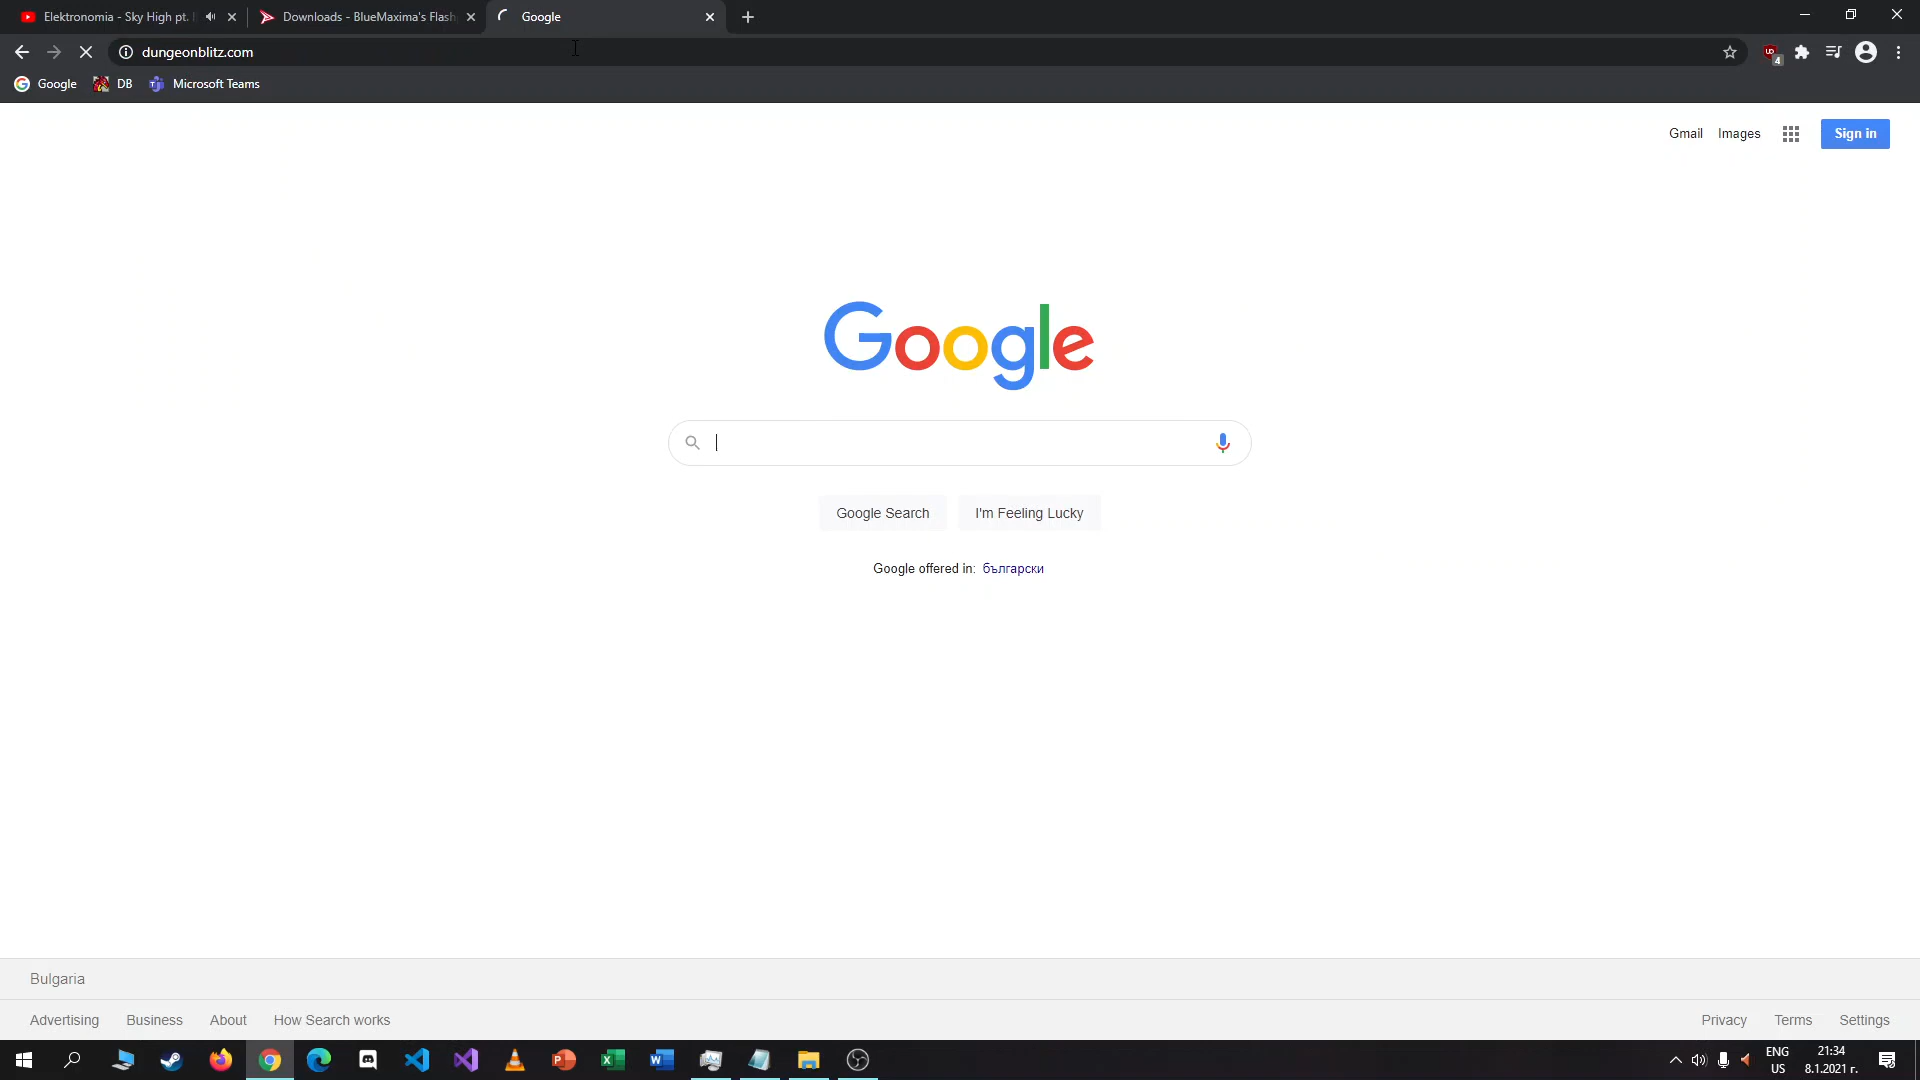 Elektronomia - Sky High pt.
Downloads - BlueMaxima's Flash
Google
dungeonblitz.com
4
Google
DB
Microsoft Teams
Gmail
Images
Sign in
Google
Google Search
I'm Feeling Lucky
Google offered in: български
Bulgaria
Advertising
Business
About
How Search works
Privacy
Terms
Settings
ENG
US
21:34
8.1.2021 г.